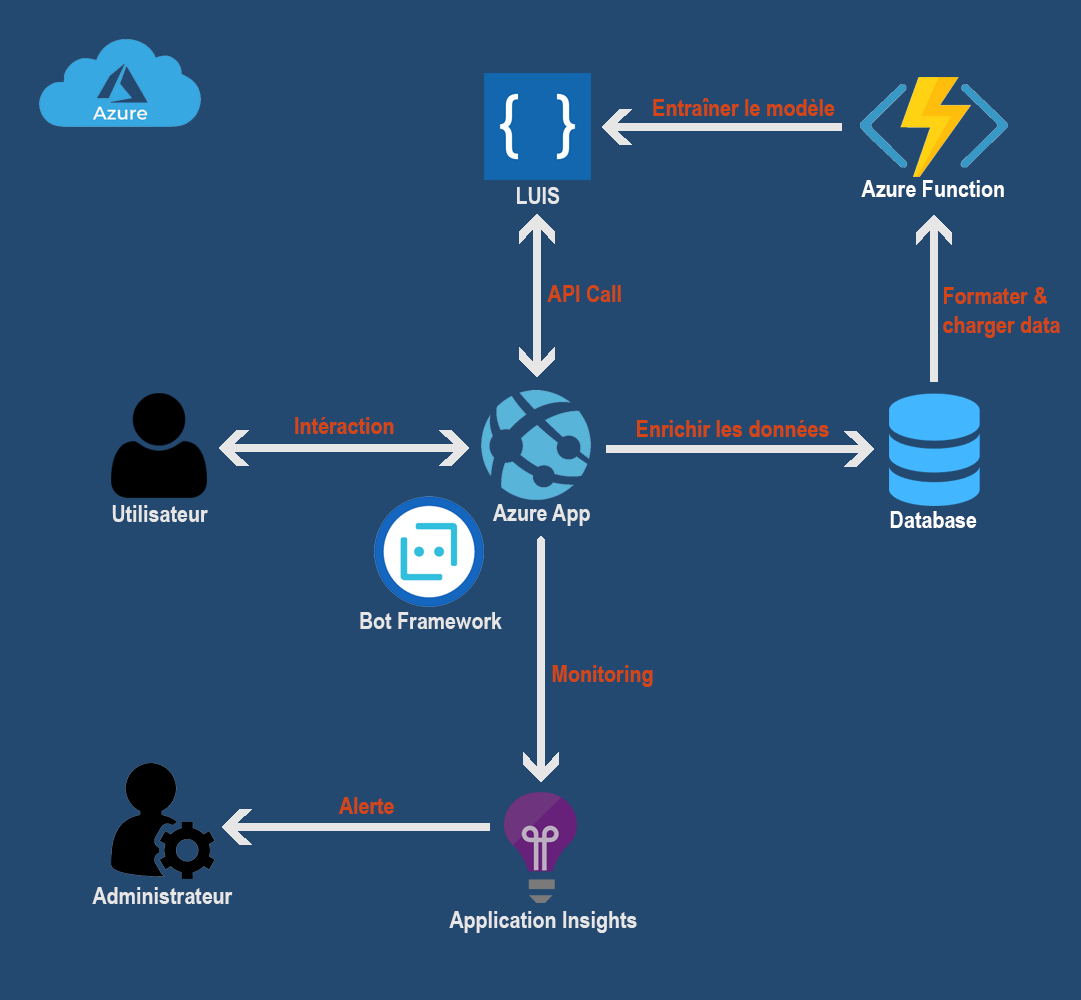 Azure
Entraîner le modèle
LUIS
Azure Function
API Call
Formater &
charger data
Intéraction
Enrichir les données
Utilisateur
Azure App
Database
Bot Framework
Monitoring
Alerte
Administrateur
Application Insights